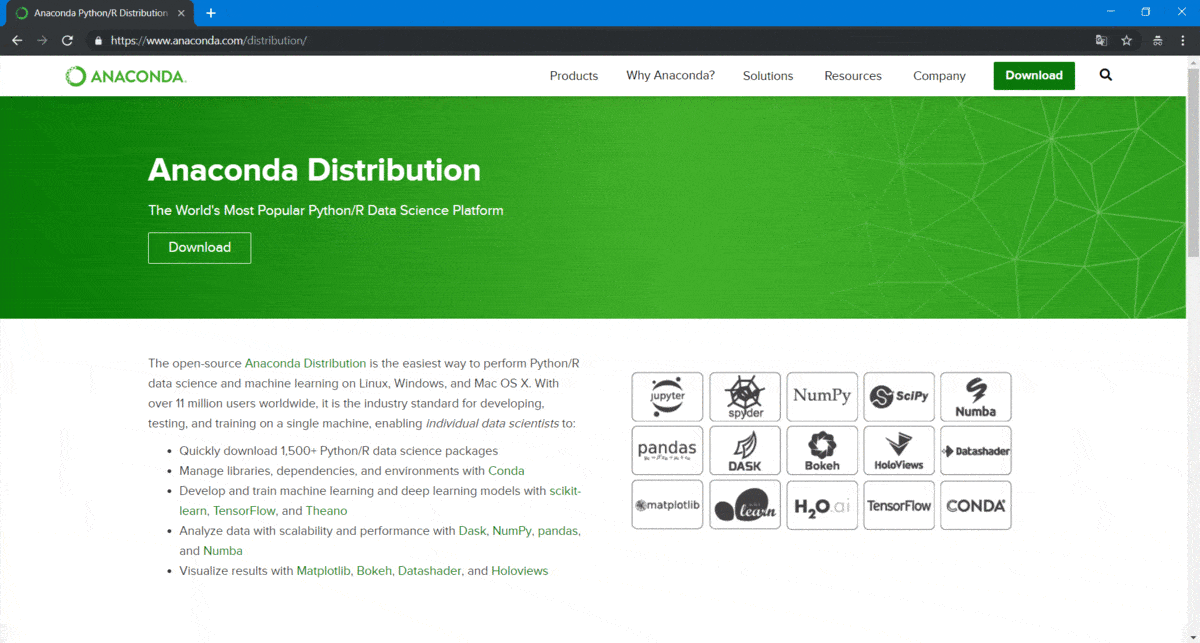 Anaconda Python/R Distribution
https://www.anaconda.com/distribution/
ANACONDA.
Products Why Anaconda? Solutions Resources Company Download
Anaconda Distribution
The World's Most Popular Python/R Data Science Platform
Download
The open-source Anaconda Distribution is the easiest way to perform Python/R
data science and machine learning on Linux, Windows, and Mac OS X. With
over 11 million users worldwide, it is the industry standard for developing,
testing, and training on a single machine, enabling individual data scientists to:
• Quickly download 1,500+ Python/R data science packages
• Manage libraries, dependencies, and environments with Conda
• Develop and train machine learning and deep learning models with scikit-
learn, TensorFlow, and Theano
• Analyze data with scalability and performance with Dask, NumPy, pandas,
and Numba
• Visualize results with Matplotlib, Bokeh, Datashader, and Holoviews
jupyter spyder NumPy SciPy Numba
pandas DASK Bokeh HoloViews Datashader
matplotlib learn H2O.ai TensorFlow CONDA